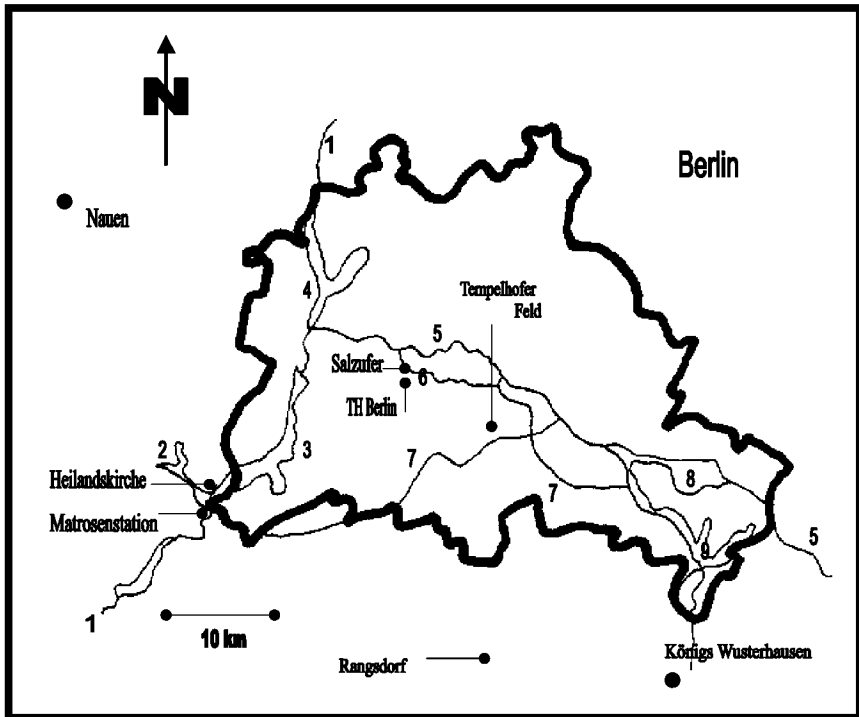 N
1
Berlin
Nauen
Tempelhofer
Feld
4
5
Salzufer
6
TH Berlin
2
3
Heilandskirche
7
8
Matrosenstation
7
5
9
1
10 km
Rangsdorf
Königs Wusterhausen